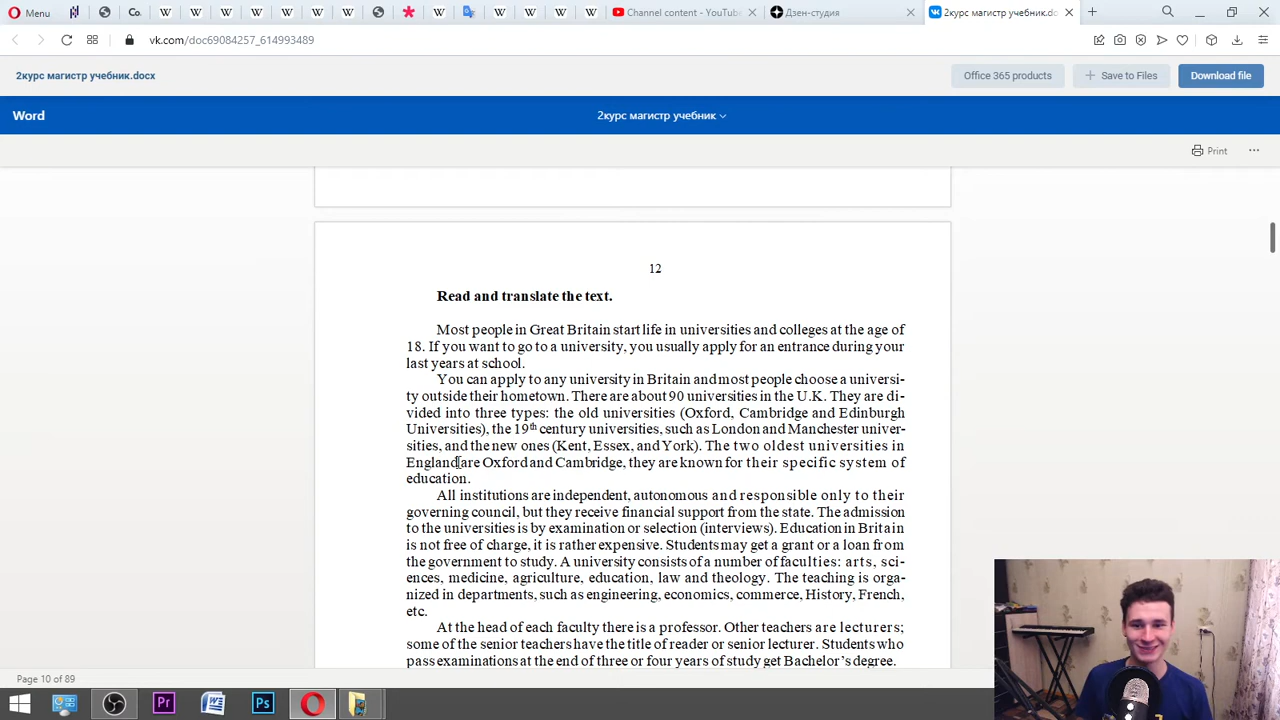 Menu
Co.
Channel content - YouTube
Дзен-студия
2курс магистр учебник.do
vk.com/doc69084257_614993489
2курс магистр учебник.docx
Office 365 products
Save to Files
Download file
Word
2курс магистр учебник
Print
12
Read and translate the text.
Most people in Great Britain start life in universities and colleges at the age of
18. If you want to go to a university, you usually apply for an entrance during your
last years at school.
You can apply to any university in Britain and most people choose a universi-
ty outside their hometown. There are about 90 universities in the U.K. They are di-
vided into three types: the old universities (Oxford, Cambridge and Edinburgh
Universities), the 19th century universities, such as London and Manchester univer-
sities, and the new ones (Kent, Essex, and York). The two oldest universities in
England are Oxford and Cambridge, they are known for their specific system of
education.
All institutions are independent, autonomous and responsible only to their
governing council, but they receive financial support from the state. The admission
to the universities is by examination or selection (interviews). Education in Britain
is not free of charge, it is rather expensive. Students may get a grant or a loan from
the government to study. A university consists of a number of faculties: arts, sci-
ences, medicine, agriculture, education, law and theology. The teaching is orga-
nized in departments, such as engineering, economics, commerce, History, French,
etc.
At the head of each faculty there is a professor. Other teachers are lecturers;
some of the senior teachers have the title of reader or senior lecturer. Students who
pass examinations at the end of three or four years of study get Bachelor's degree.
Page 10 of 89